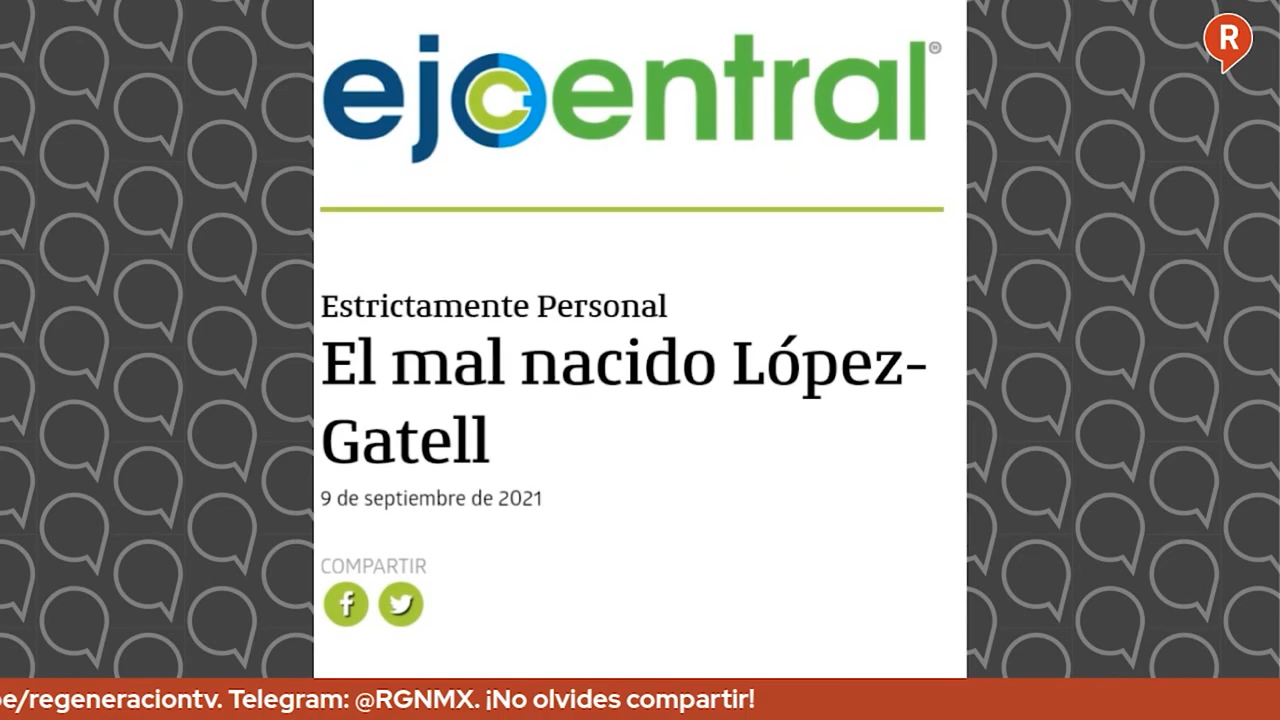 ejecentral®
R
Estrictamente Personal
El mal nacido López-
Gatell
9 de septiembre de 2021
COMPARTIR
f
e/regeneraciontv. Telegram: @RGNMX. ¡No olvides compartir!